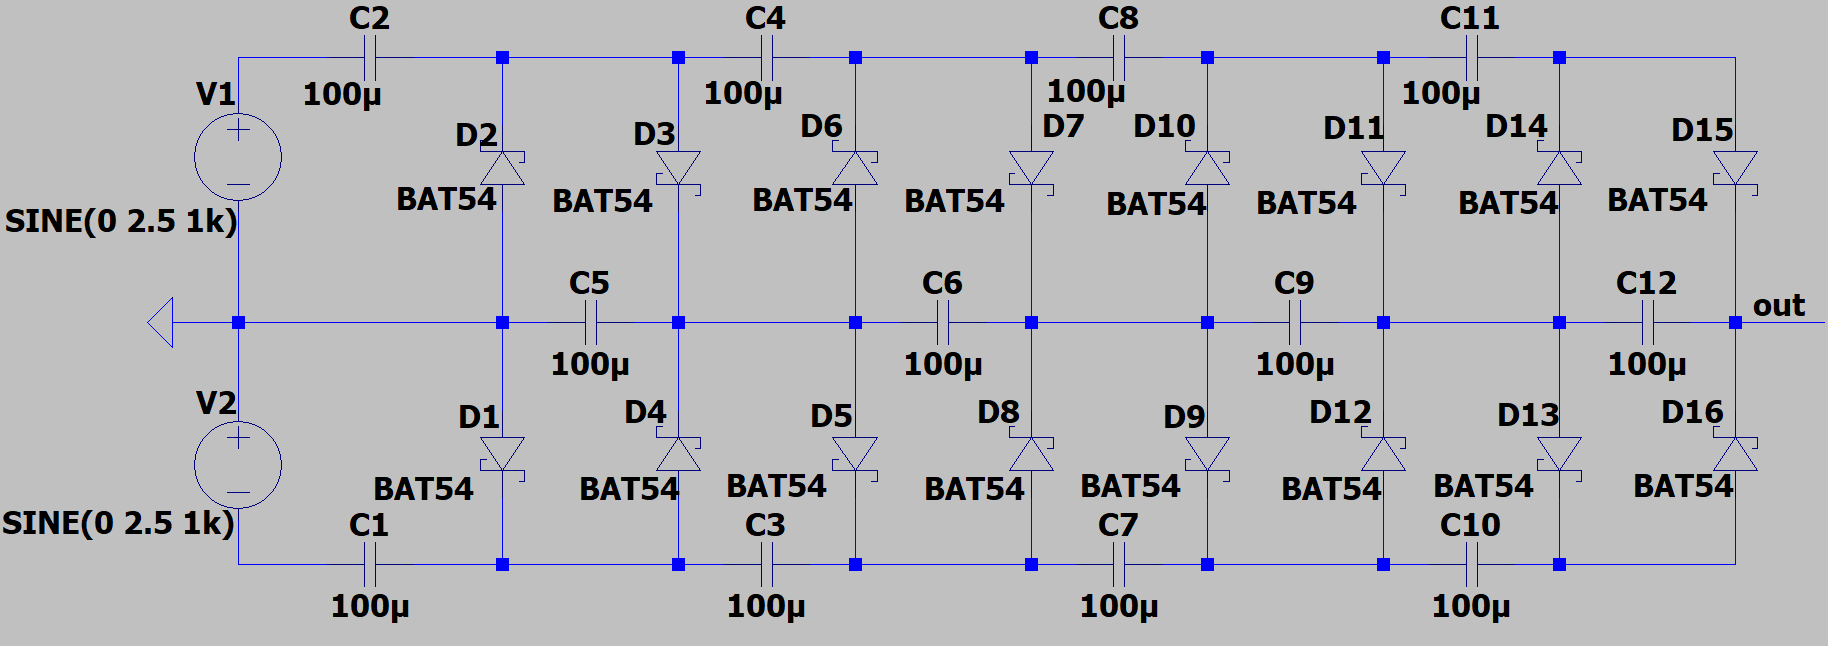 C2 C4 C8 C11
V1 100µ 100µ 100µ 100µ
D2 D3 D6 D7 D10 D11 D14 D15
BAT54 BAT54 BAT54 BAT54 BAT54 BAT54 BAT54 BAT54
SINE(0 2.5 1k)
C5 C6 C9 C12
out
100µ 100µ 100µ 100µ
V2 D1 D4 D5 D8 D9 D12 D13 D16
BAT54 BAT54 BAT54 BAT54 BAT54 BAT54 BAT54 BAT54
SINE(0 2.5 1k) C1 C3 C7 C10
100µ 100µ 100µ 100µ